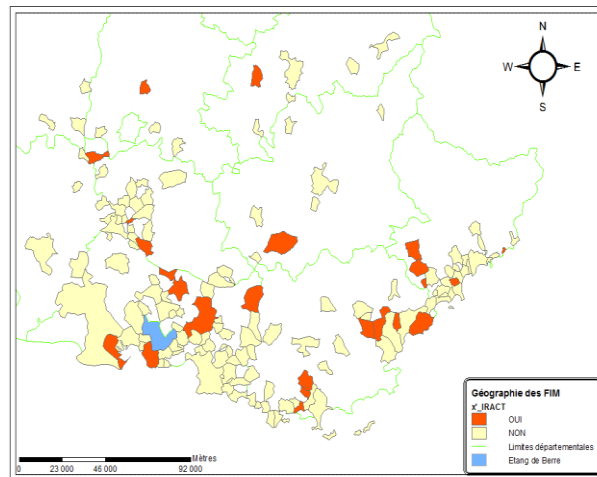 N
W E
S
Géographie des FIM
x'_IRACT
OUI
NON
Limites départementales
Etang de Berre
Mètres
0 23 000 46 000 92 000